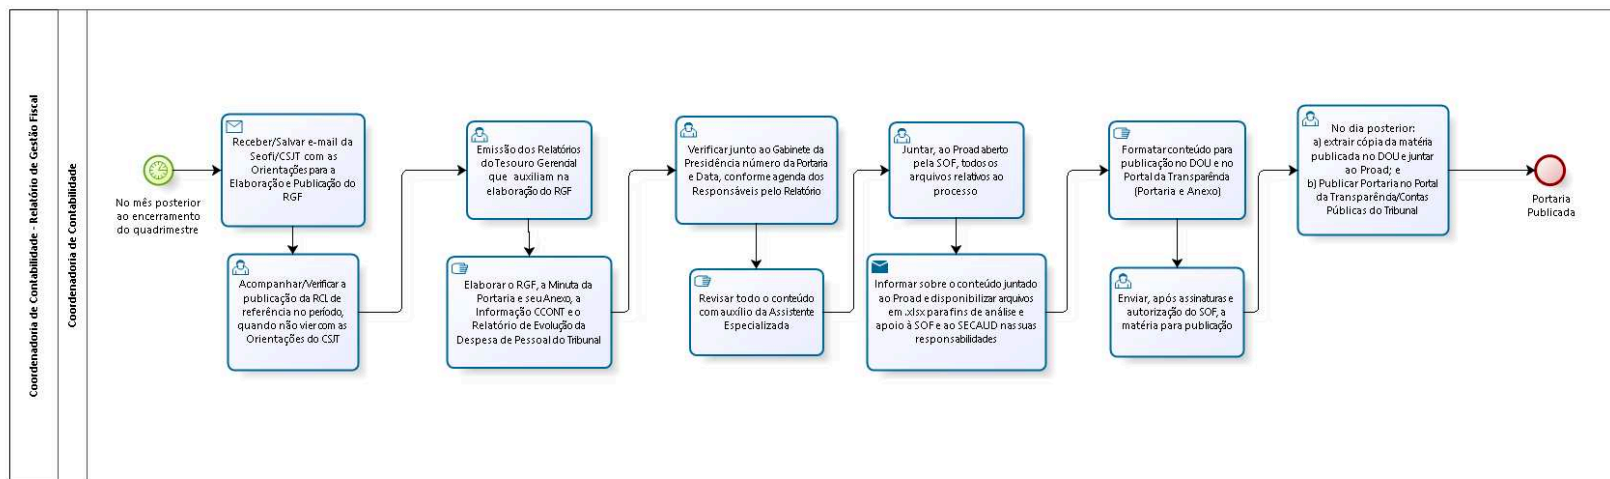 Coordenadoria de Contabilidade - Relatório de Gestão Fiscal
Coordenadoria de Contabilidade
No mês posterior
ao encerramento
do quadrimestre
Receber/Salvar e-mail da
Seofi/CSJT com as
Orientações para a
Elaboração e Publicação do
RGF
Acompanhar/Verificar a
publicação da RCL de
referência no período,
quando não vier com as
Orientações do CSJT
Emissão dos Relatórios
do Tesouro Gerencial
que auxiliam na
elaboração do RGF
Elaborar o RGF, a Minuta da
Portaria e seu Anexo, a
Informação CCONT e o
Relatório de Evolução da
Despesa de Pessoal do Tribunal
Verificar junto ao Gabinete da
Presidência número da Portaria
e Data, conforme agenda dos
Responsáveis pelo Relatório
Revisar todo o conteúdo
com auxílio da Assistente
Especializada
Juntar, ao Proad aberto
pela SOF, todos os
arquivos relativos ao
processo
Informar sobre o conteúdo juntado
ao Proad e disponibilizar arquivos
em .xlsx para fins de análise e
apoio à SOF e ao SECAUD nas suas
responsabilidades
Formatar conteúdo para
publicação no DOU e no
Portal da Transparência
(Portaria e Anexo)
Enviar, após assinaturas e
autorização do SOF, a
matéria para publicação
No dia posterior:
a) extrair cópia da matéria
publicada no DOU e juntar
ao Proad; e
b) Publicar Portaria no Portal
da Transparência/Contas
Públicas do Tribunal
Portaria
Publicada